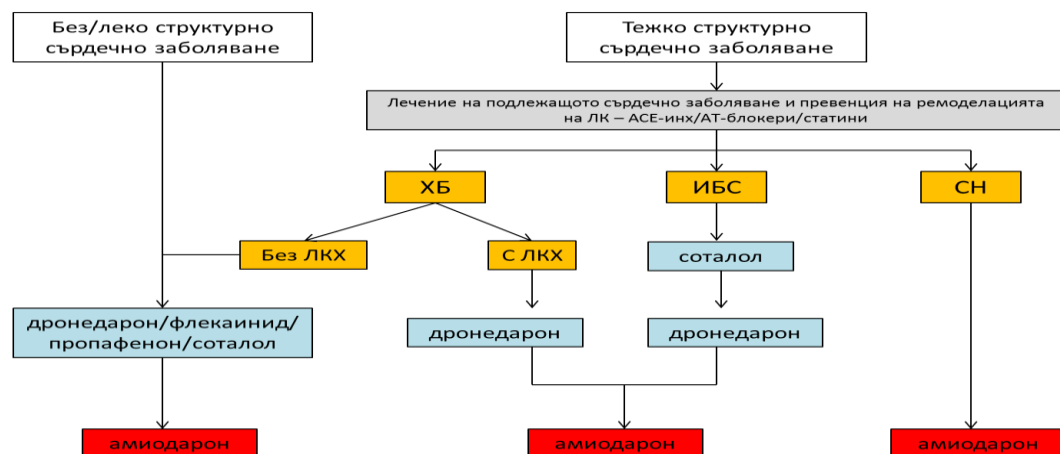 Без/леко структурно
сърдечно заболяване
Тежко структурно
сърдечно заболяване
Лечение на подлежащото сърдечно заболяване и превенция на ремоделацията
на ЛК – АСЕ-инх/АТ-блокери/статини
ХБ
ИБС
СН
Без ЛКХ
С ЛКХ
соталол
дронедарон/флекаинид/
пропафенон/соталол
дронедарон
дронедарон
амиодарон
амиодарон
амиодарон